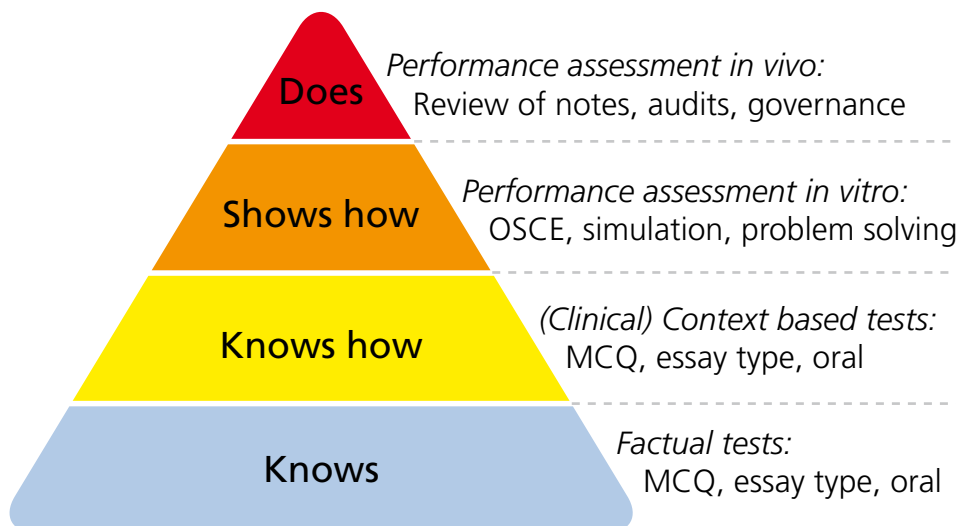 Does
Performance assessment in vivo:
Review of notes, audits, governance
Shows how
Performance assessment in vitro:
OSCE, simulation, problem solving
Knows how
(Clinical) Context based tests:
MCQ, essay type, oral
Knows
Factual tests:
MCQ, essay type, oral